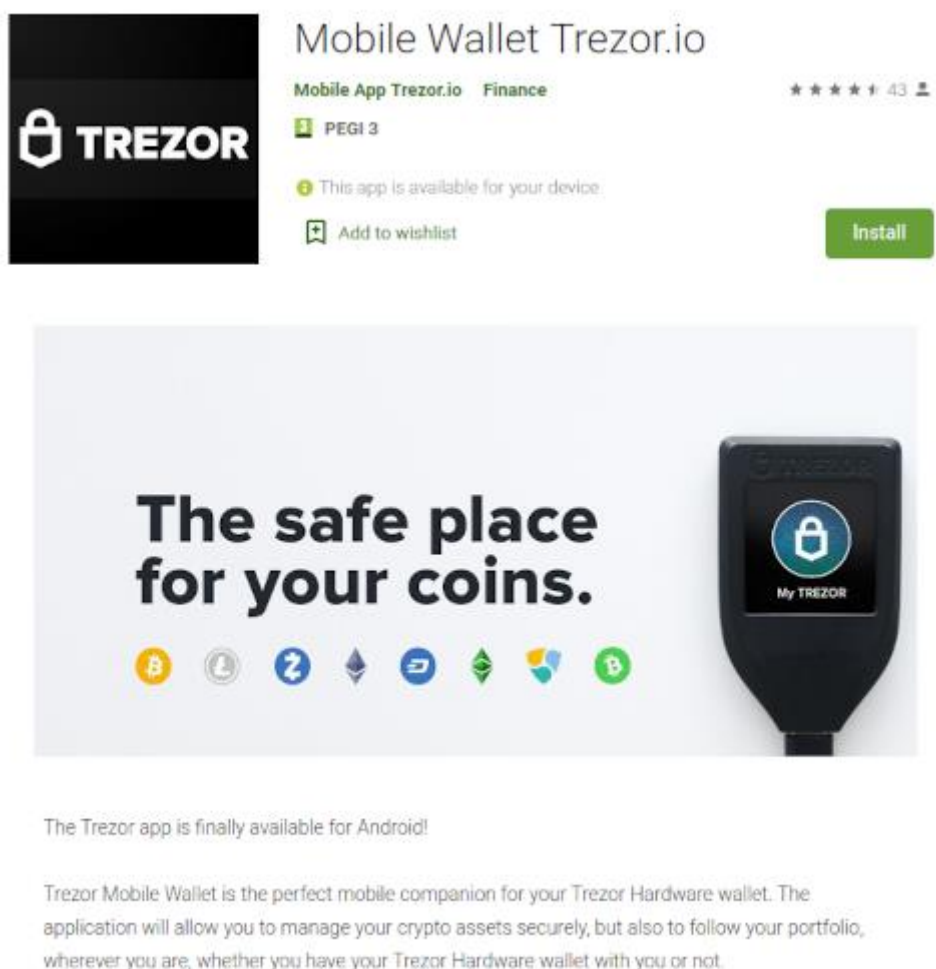 Mobile Wallet Trezor.io
Mobile App Trezor.io Finance
43
3 PEGI 3
TREZOR
This app is available for your device
Add to wishlist
Install
TREZOR
The safe place
for your coins.
My TREZOR
The Trezor app is finally available for Android!
Trezor Mobile Wallet is the perfect mobile companion for your Trezor Hardware wallet. The
application will allow you to manage your crypto assets securely, but also to follow your portfolio,
wherever you are, whether you have your Trezor Hardware wallet with you or not.